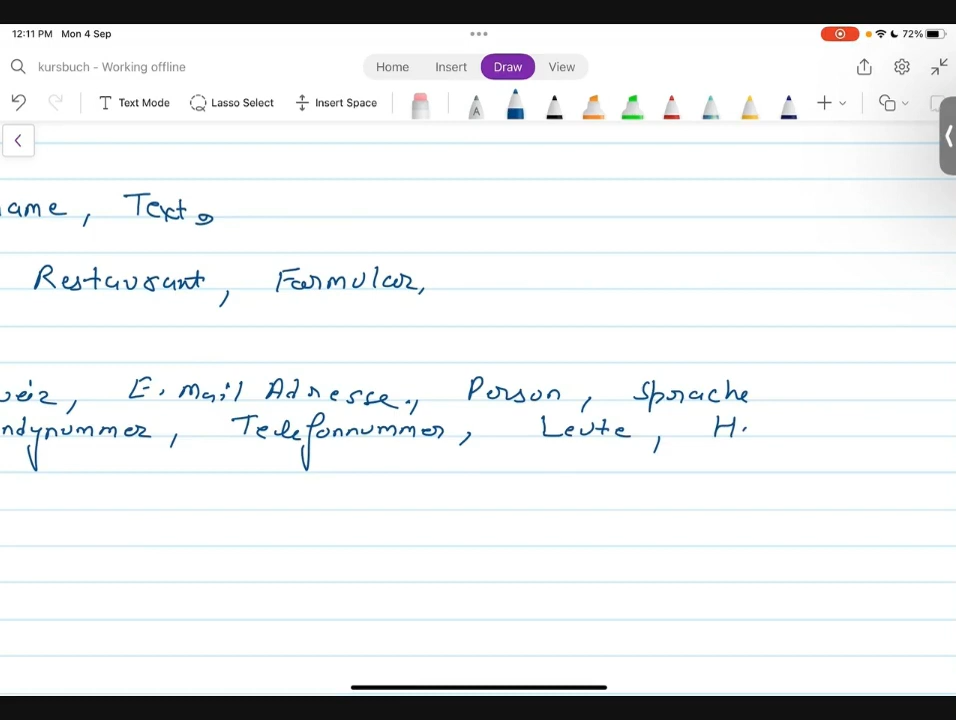 12:11 PM Mon 4 Sep 72%
kursbuch - Working offline Home Insert Draw View
Text Mode Lasso Select Insert Space A
ame, Text,
Restaurant, Formular,
eiz, E.Mail Adresse., Person, Sprache
ndynummer, Telefonnummer, Leute, H.